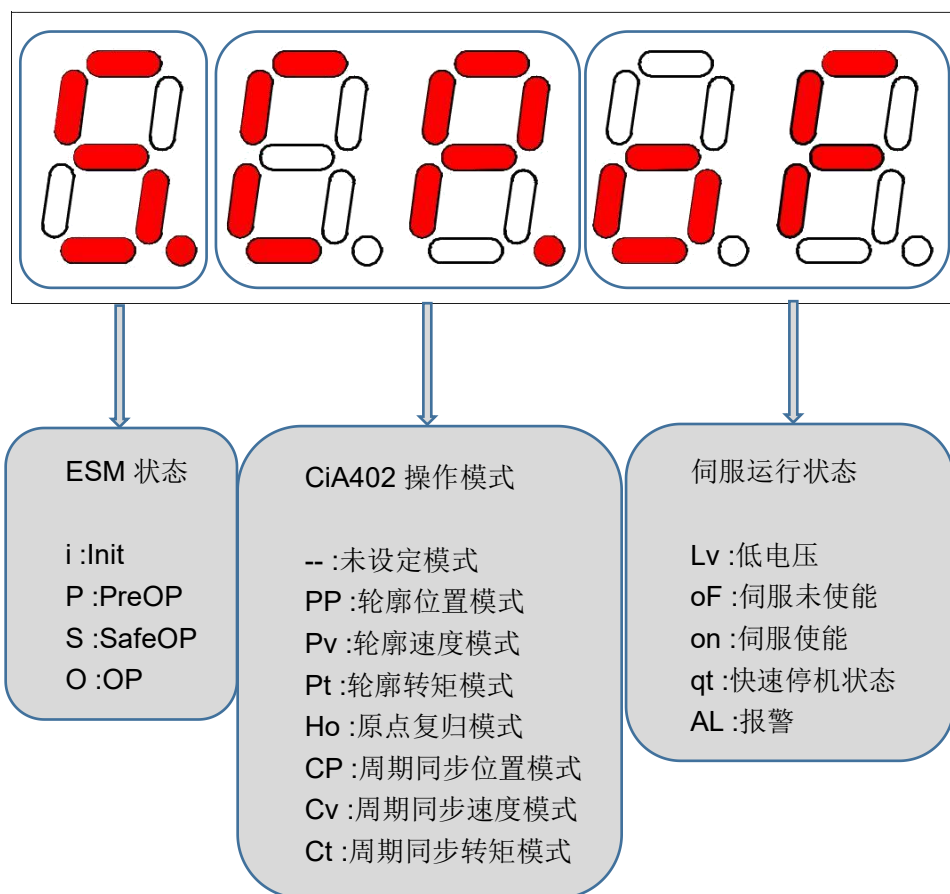 S.CP.oF
ESM 状态
i :Init
P :PreOP
S :SafeOP
O :OP
CiA402 操作模式
-- :未设定模式
PP :轮廓位置模式
Pv :轮廓速度模式
Pt :轮廓转矩模式
Ho :原点复归模式
CP :周期同步位置模式
Cv :周期同步速度模式
Ct :周期同步转矩模式
伺服运行状态
Lv :低电压
oF :伺服未使能
on :伺服使能
qt :快速停机状态
AL :报警